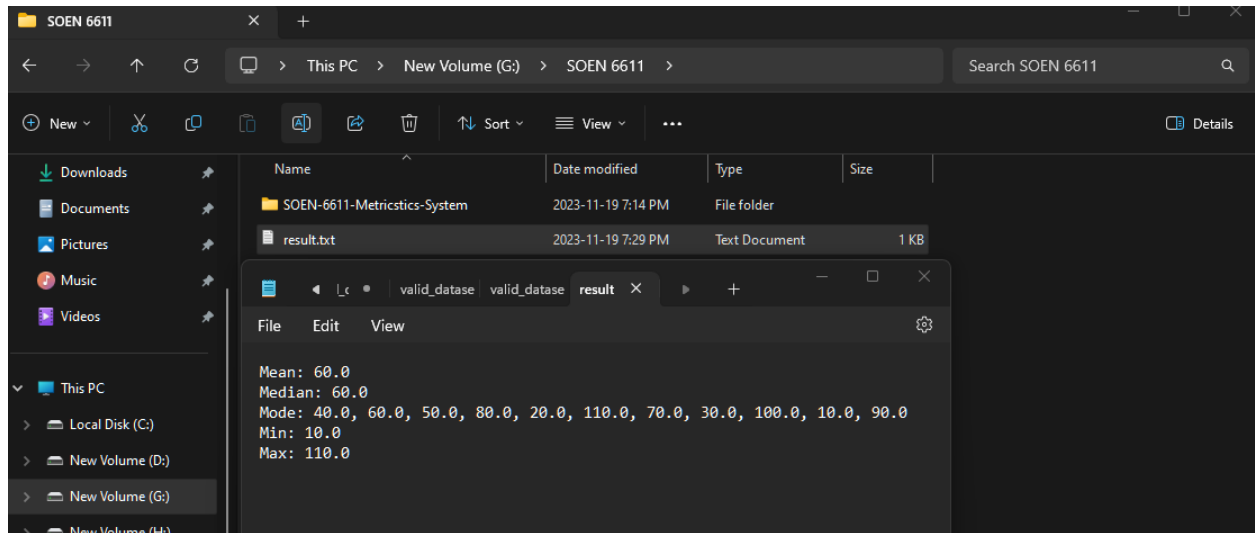 SOEN 6611
This PC > New Volume (G:) > SOEN 6611 >
Search SOEN 6611
New
Sort
View
Details
Name Date modified Type Size
Downloads
SOEN-6611-Metricstics-System 2023-11-19 7:14 PM File folder
Documents
result.txt 2023-11-19 7:29 PM Text Document 1 KB
Pictures
Music
Videos
This PC
Local Disk (C:)
New Volume (D:)
New Volume (G:)
New Volume (H:)
valid_datase valid_datase result
File Edit View
Mean: 60.0
Median: 60.0
Mode: 40.0, 60.0, 50.0, 80.0, 20.0, 110.0, 70.0, 30.0, 100.0, 10.0, 90.0
Min: 10.0
Max: 110.0